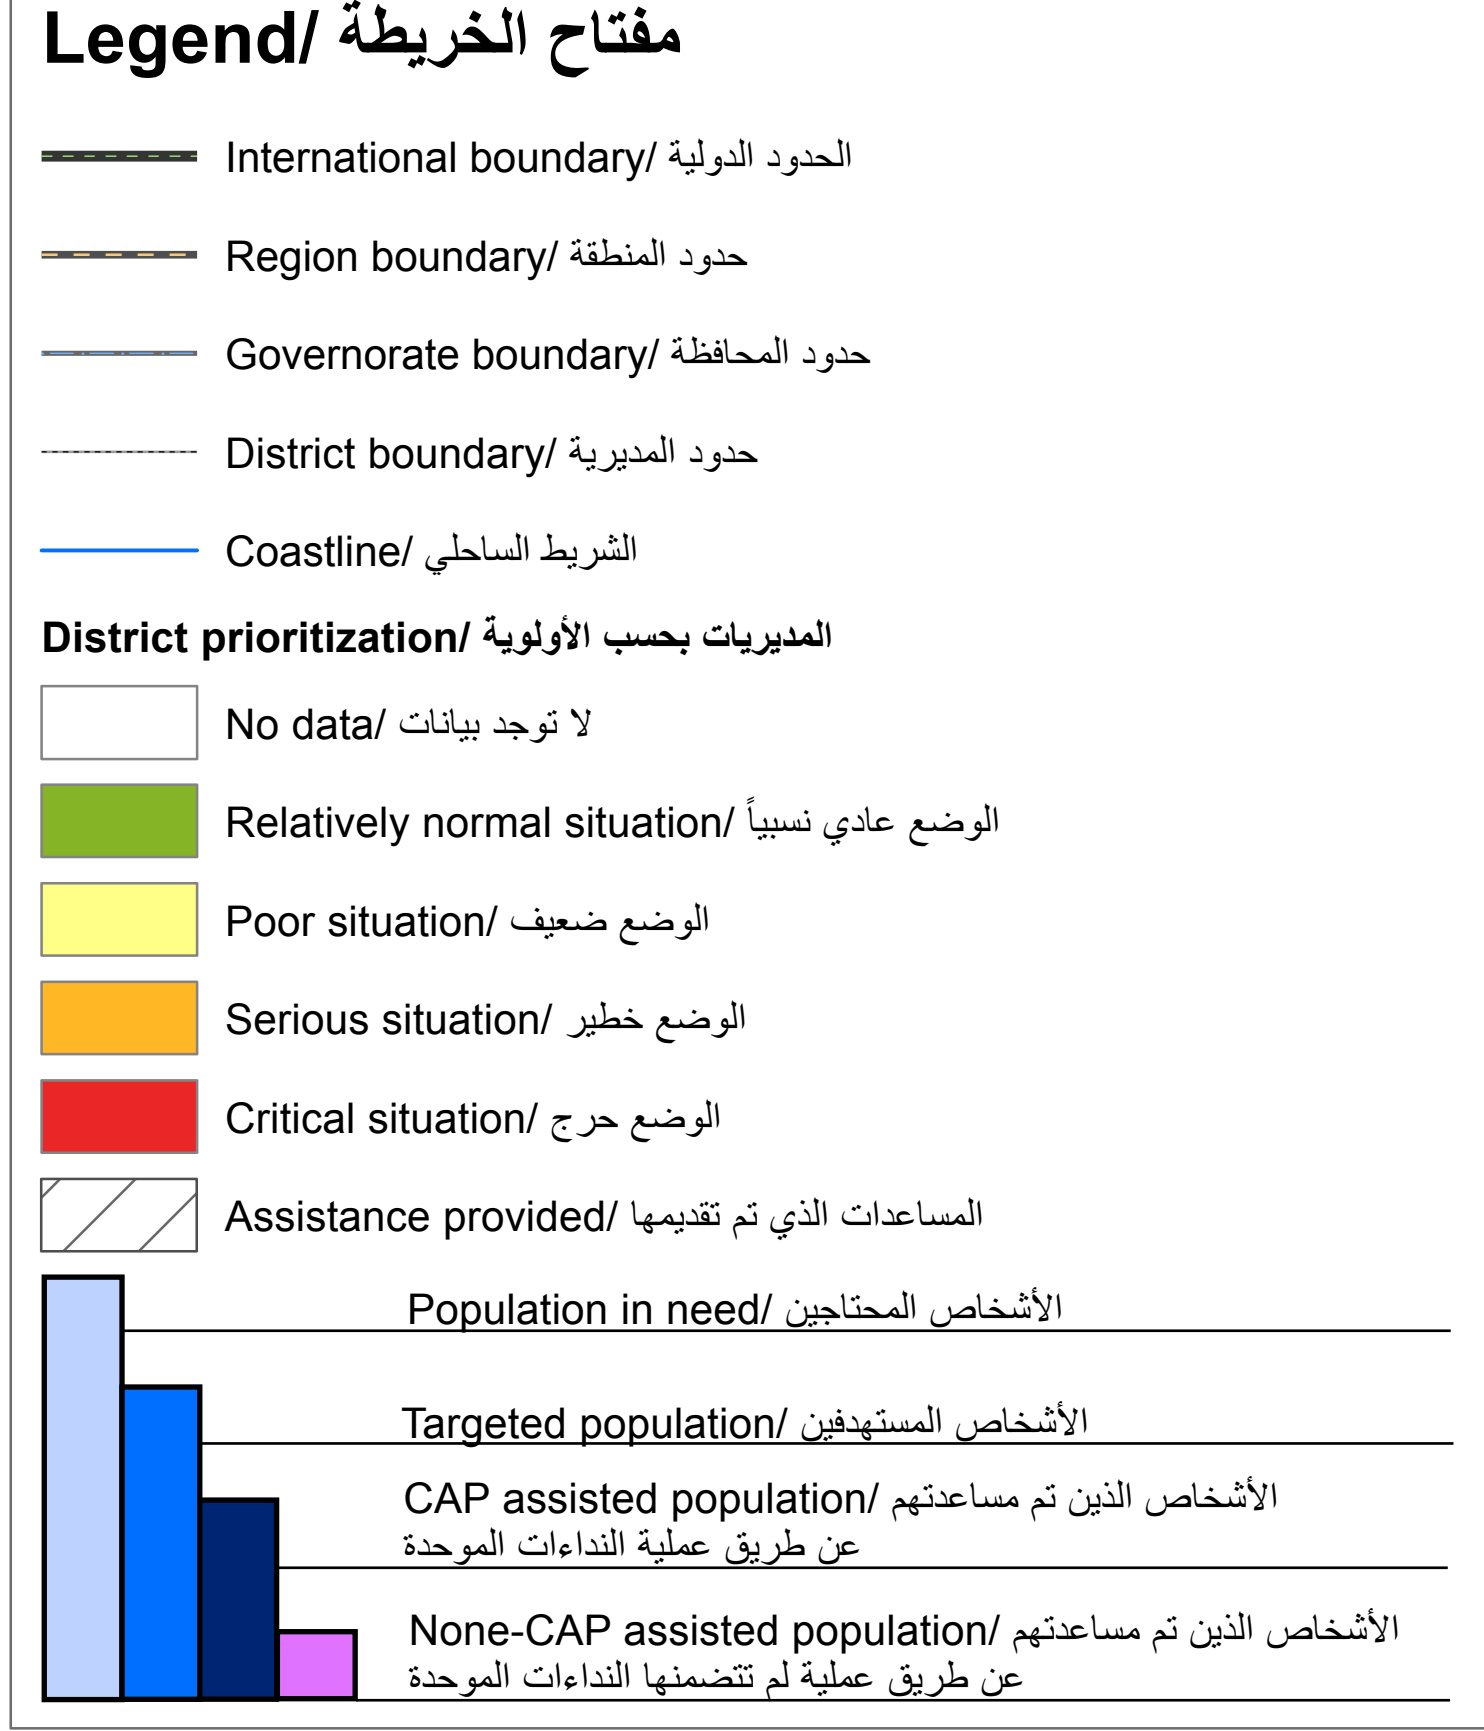 Legend/ مفتاح الخريطة
International boundary/ الحدود الدولية
Region boundary/ حدود المنطقة
Governorate boundary/ حدود المحافظة
District boundary/ حدود المديرية
Coastline/ الشريط الساحلي
District prioritization/ المديريات بحسب الأولوية
No data/ لا توجد بيانات
Relatively normal situation/ الوضع عادي نسبياً
Poor situation/ الوضع ضعيف
Serious situation/ الوضع خطير
Critical situation/ الوضع حرج
Assistance provided/ المساعدات الذي تم تقديمها
Population in need/ الأشخاص المحتاجين
Targeted population/ الأشخاص المستهدفين
CAP assisted population/ الأشخاص الذين تم مساعدتهم
عن طريق عملية النداءات الموحدة
None-CAP assisted population/ الأشخاص الذين تم مساعدتهم
عن طريق عملية لم تتضمنها النداءات الموحدة